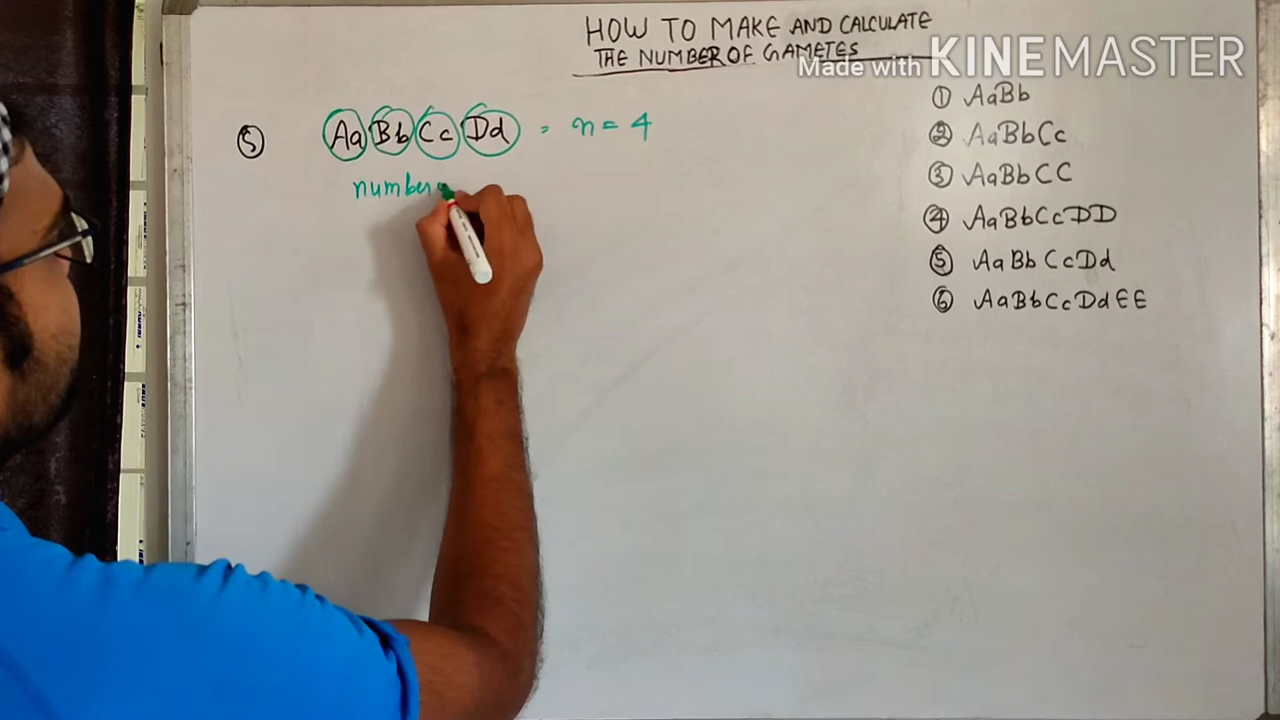 HOW TO MAKE AND CALCULATE
THE NUMBER OF GAMETES
Made with KINEMASTER
① AaBb
② AaBbCc
③ AaBbCC
④ AaBbCcDD
⑤ AaBbCcDd
⑥ AaBbCcDdEE
⑤ AaBbCcDd = n = 4
number